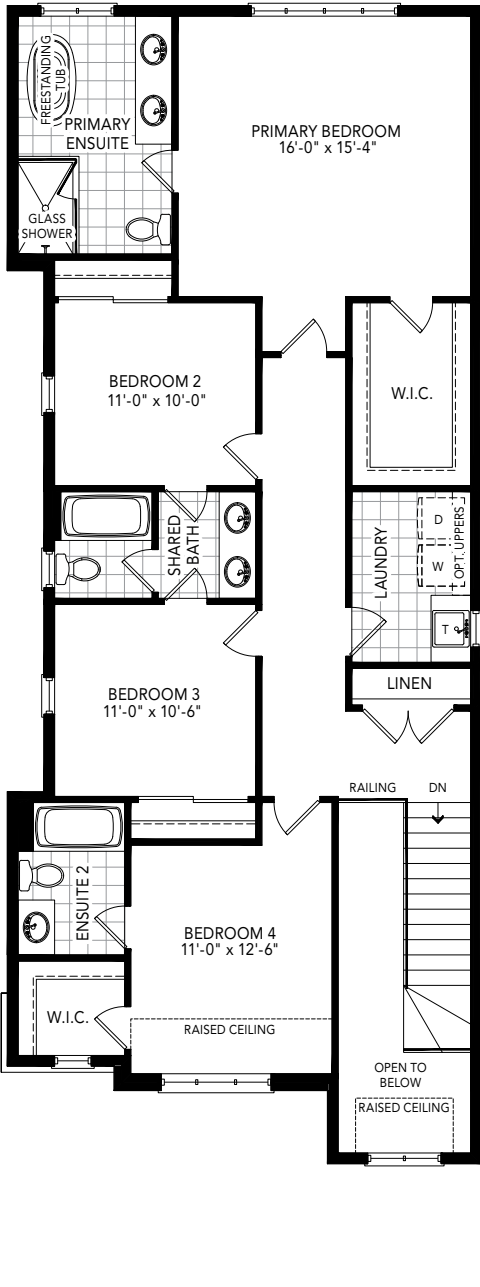 FREESTANDING
TUB
PRIMARY
ENSUITE
PRIMARY BEDROOM
16'-0" x 15'-4"
GLASS
SHOWER
BEDROOM 2
11'-0" x 10'-0"
W.I.C.
SHARED
BATH
LAUNDRY
D
W
OPT. UPPERS
T
LINEN
BEDROOM 3
11'-0" x 10'-6"
RAILING
DN
ENSUITE 2
BEDROOM 4
11'-0" x 12'-6"
W.I.C.
RAISED CEILING
OPEN TO
BELOW
RAISED CEILING